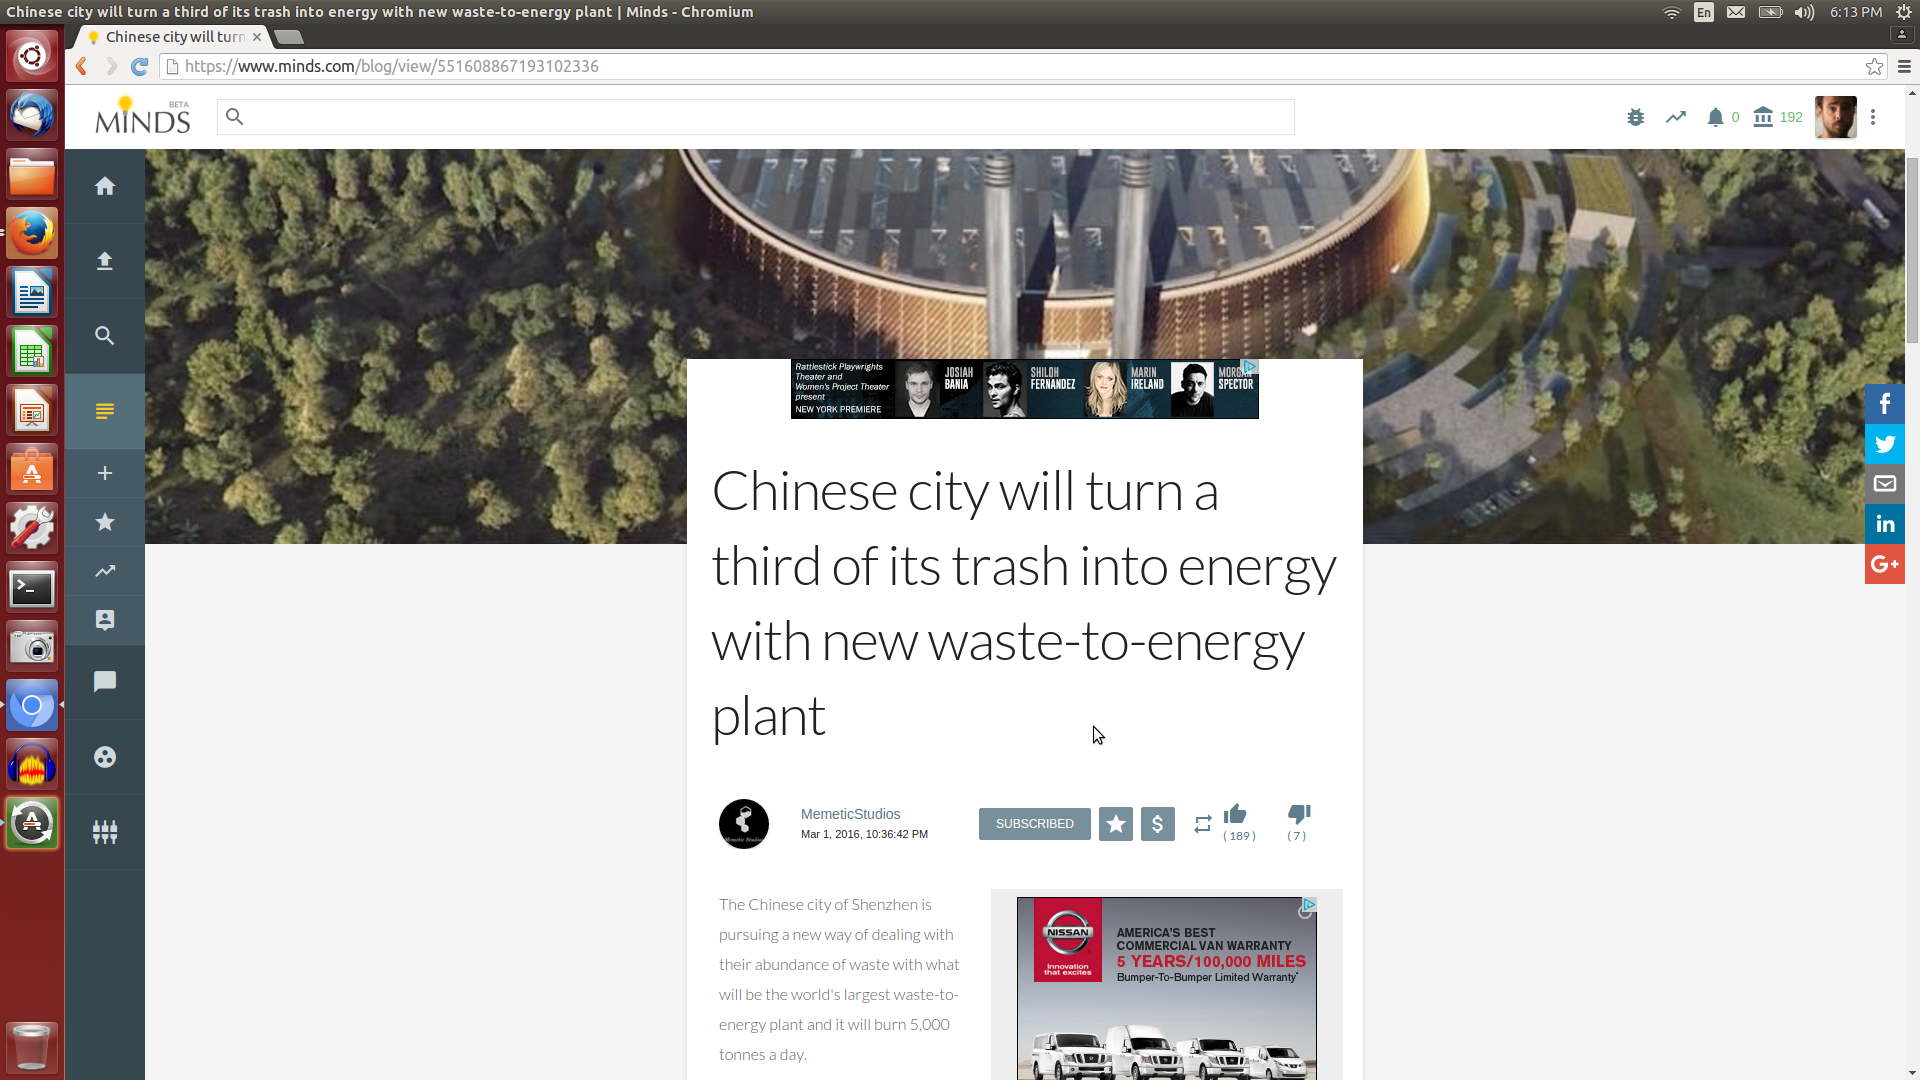 Chinese city will turn a third of its trash into energy with new waste-to-energy plant | Minds - Chromium
En
6:13 PM
Chinese city will turn
https://www.minds.com/blog/view/551608867193102336
BETA
MINDS
0
192
Rattlestick Playwrights
Theater and
Women's Project Theater
present
NEW YORK PREMIERE
JOSIAH
BANIA
SHILOH
FERNANDEZ
MARIN
IRELAND
MORGAN
SPECTOR
Chinese city will turn a
third of its trash into energy
with new waste-to-energy
plant
MemeticStudios
Mar 1, 2016, 10:36:42 PM
Memetic Studios
SUBSCRIBED
$
( 189 )
( 7 )
The Chinese city of Shenzhen is
pursuing a new way of dealing with
their abundance of waste with what
will be the world's largest waste-to-
energy plant and it will burn 5,000
tonnes a day.
NISSAN
Innovation
that excites
AMERICA'S BEST
COMMERCIAL VAN WARRANTY
5 YEARS/100,000 MILES
Bumper-To-Bumper Limited Warranty*
f
in
G+